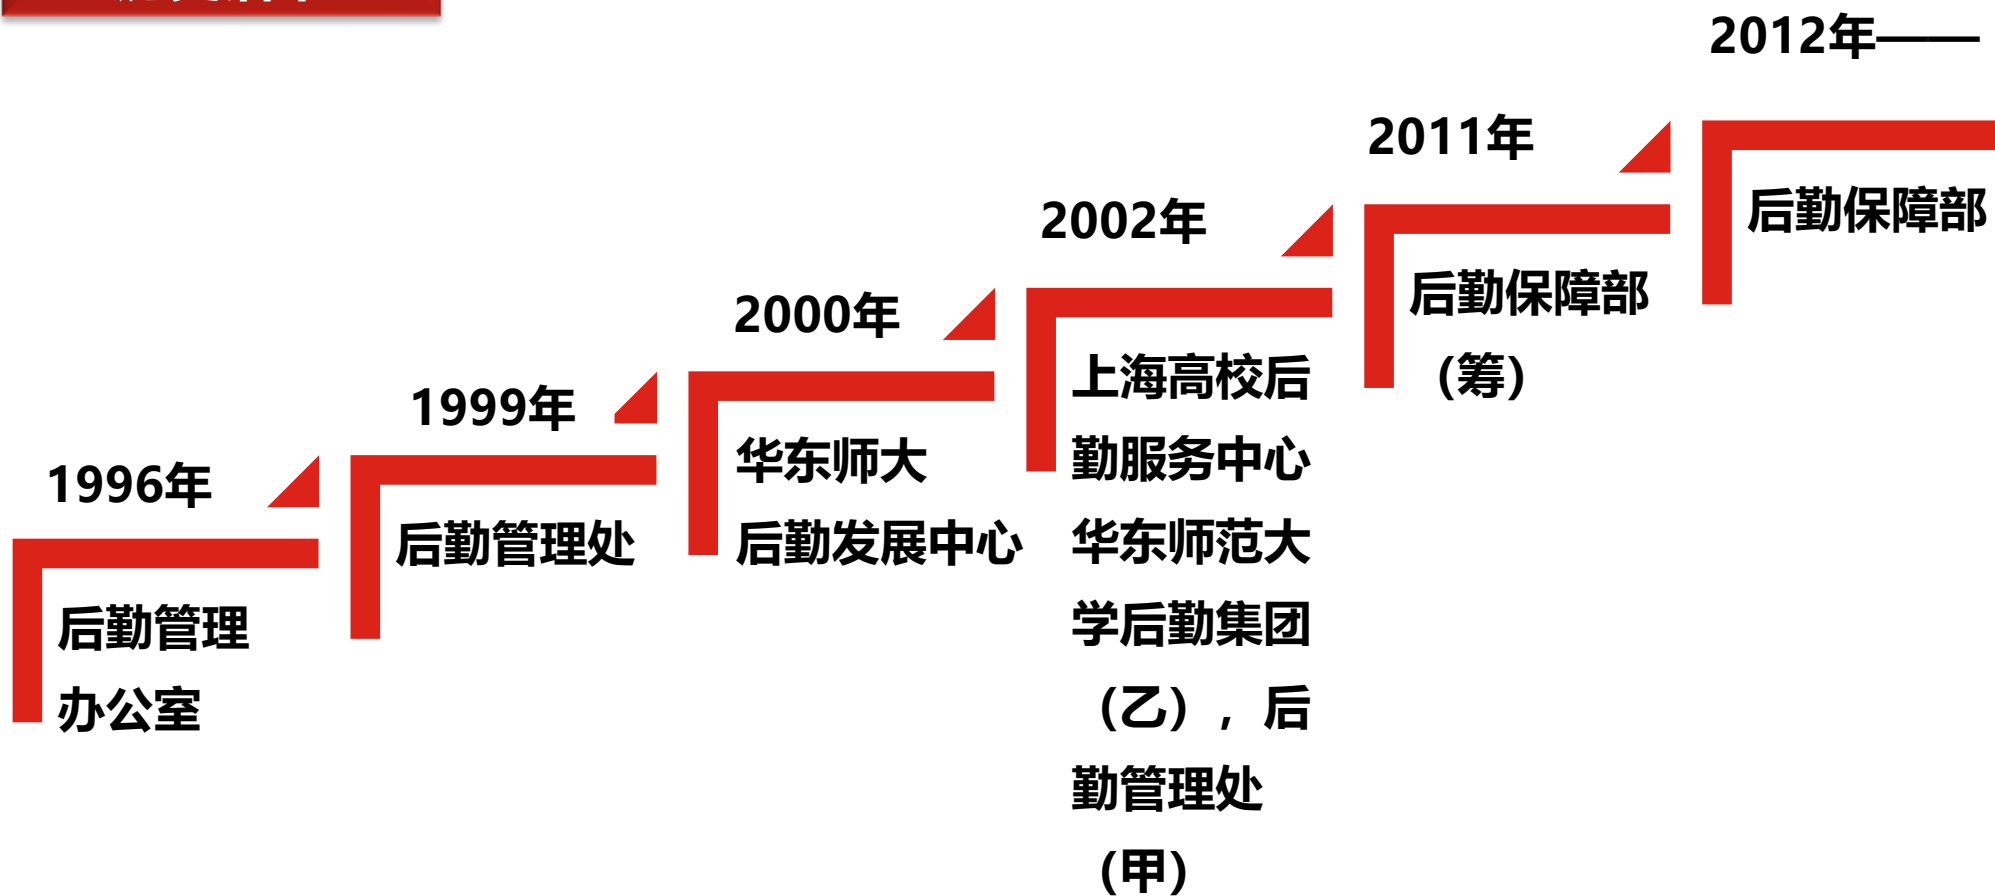 1996年
后勤管理
办公室
1999年
后勤管理处
2000年
华东师大
后勤发展中心
2002年
上海高校后
勤服务中心
华东师范大
学后勤集团
（乙），后
勤管理处
（甲）
2011年
后勤保障部
（筹）
2012年——
后勤保障部